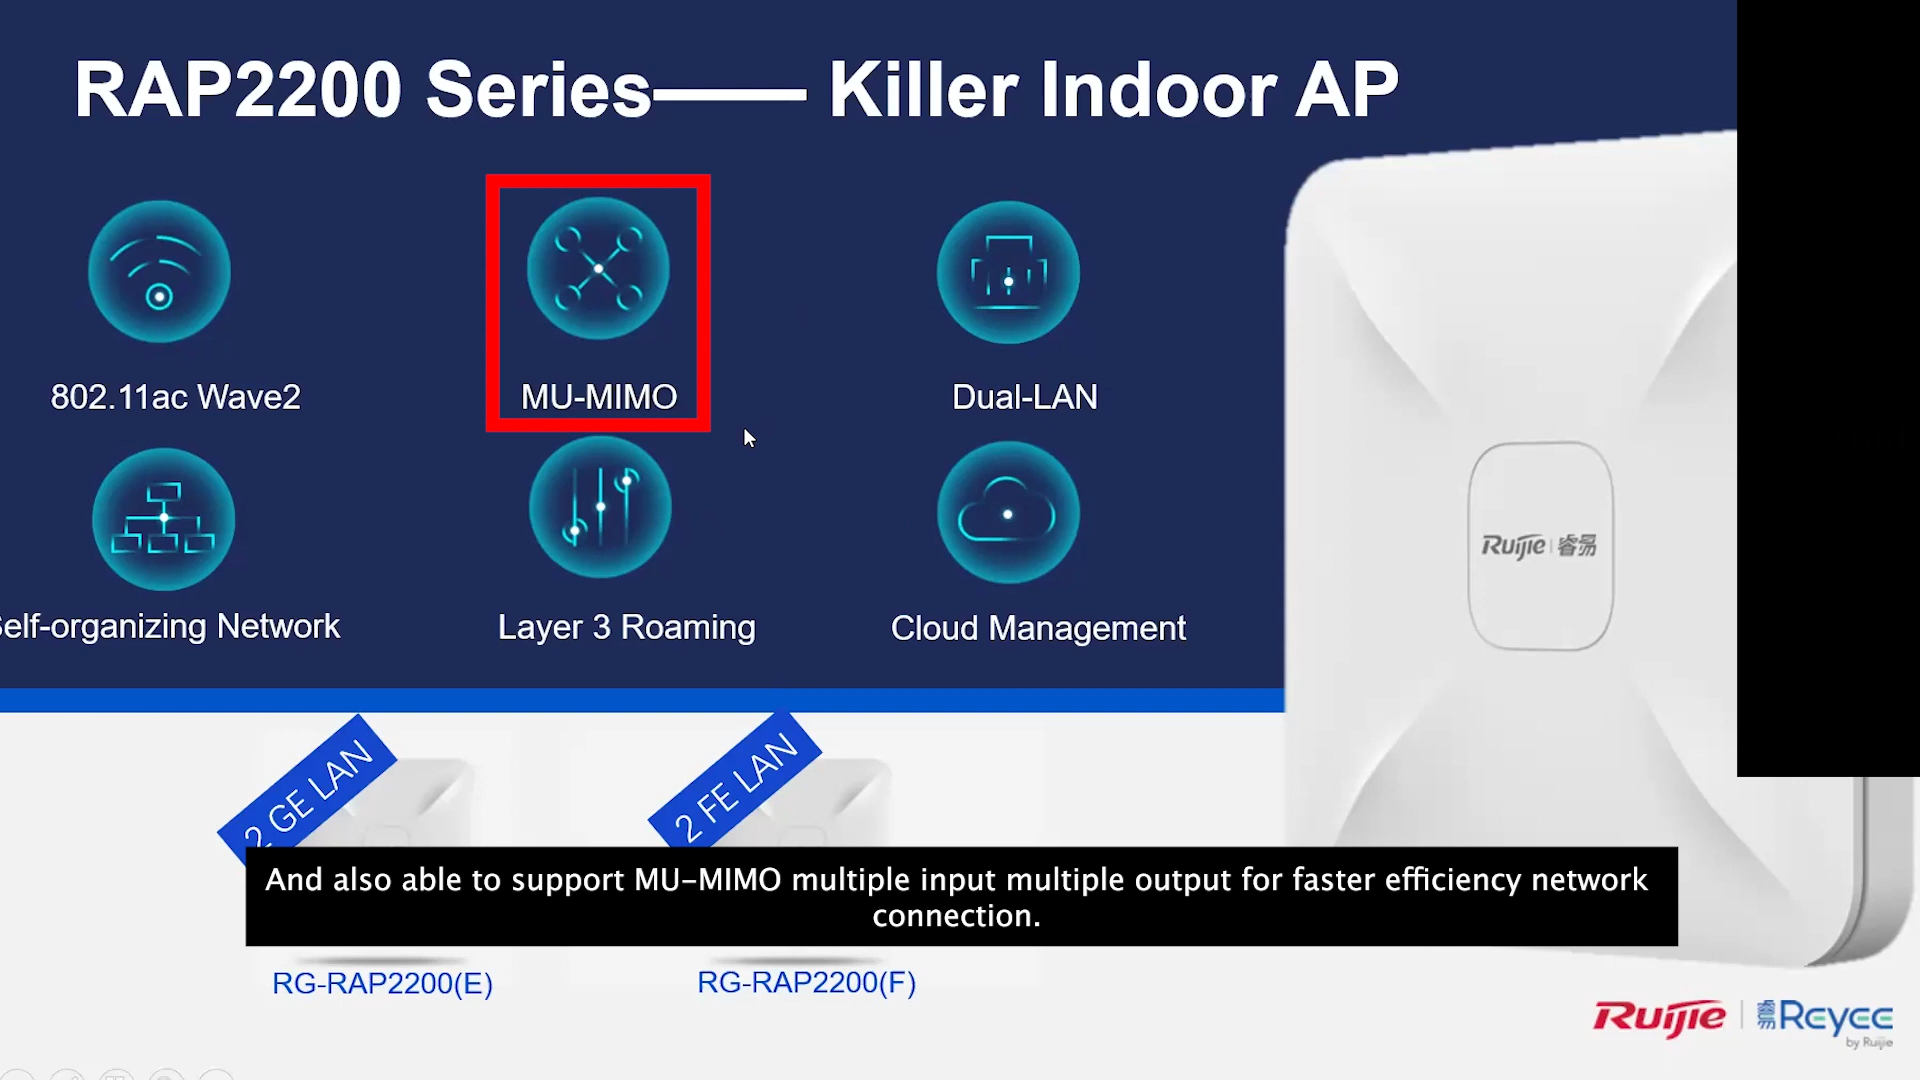 RAP2200 Series—— Killer Indoor AP
802.11ac Wave2
MU-MIMO
Dual-LAN
elf-organizing Network
Layer 3 Roaming
Cloud Management
Ruijie | 睿易
2 GE LAN
2 FE LAN
And also able to support MU-MIMO multiple input multiple output for faster efficiency network
connection.
RG-RAP2200(E)
RG-RAP2200(F)
Ruijie | 睿易 Reyee
by Ruijie